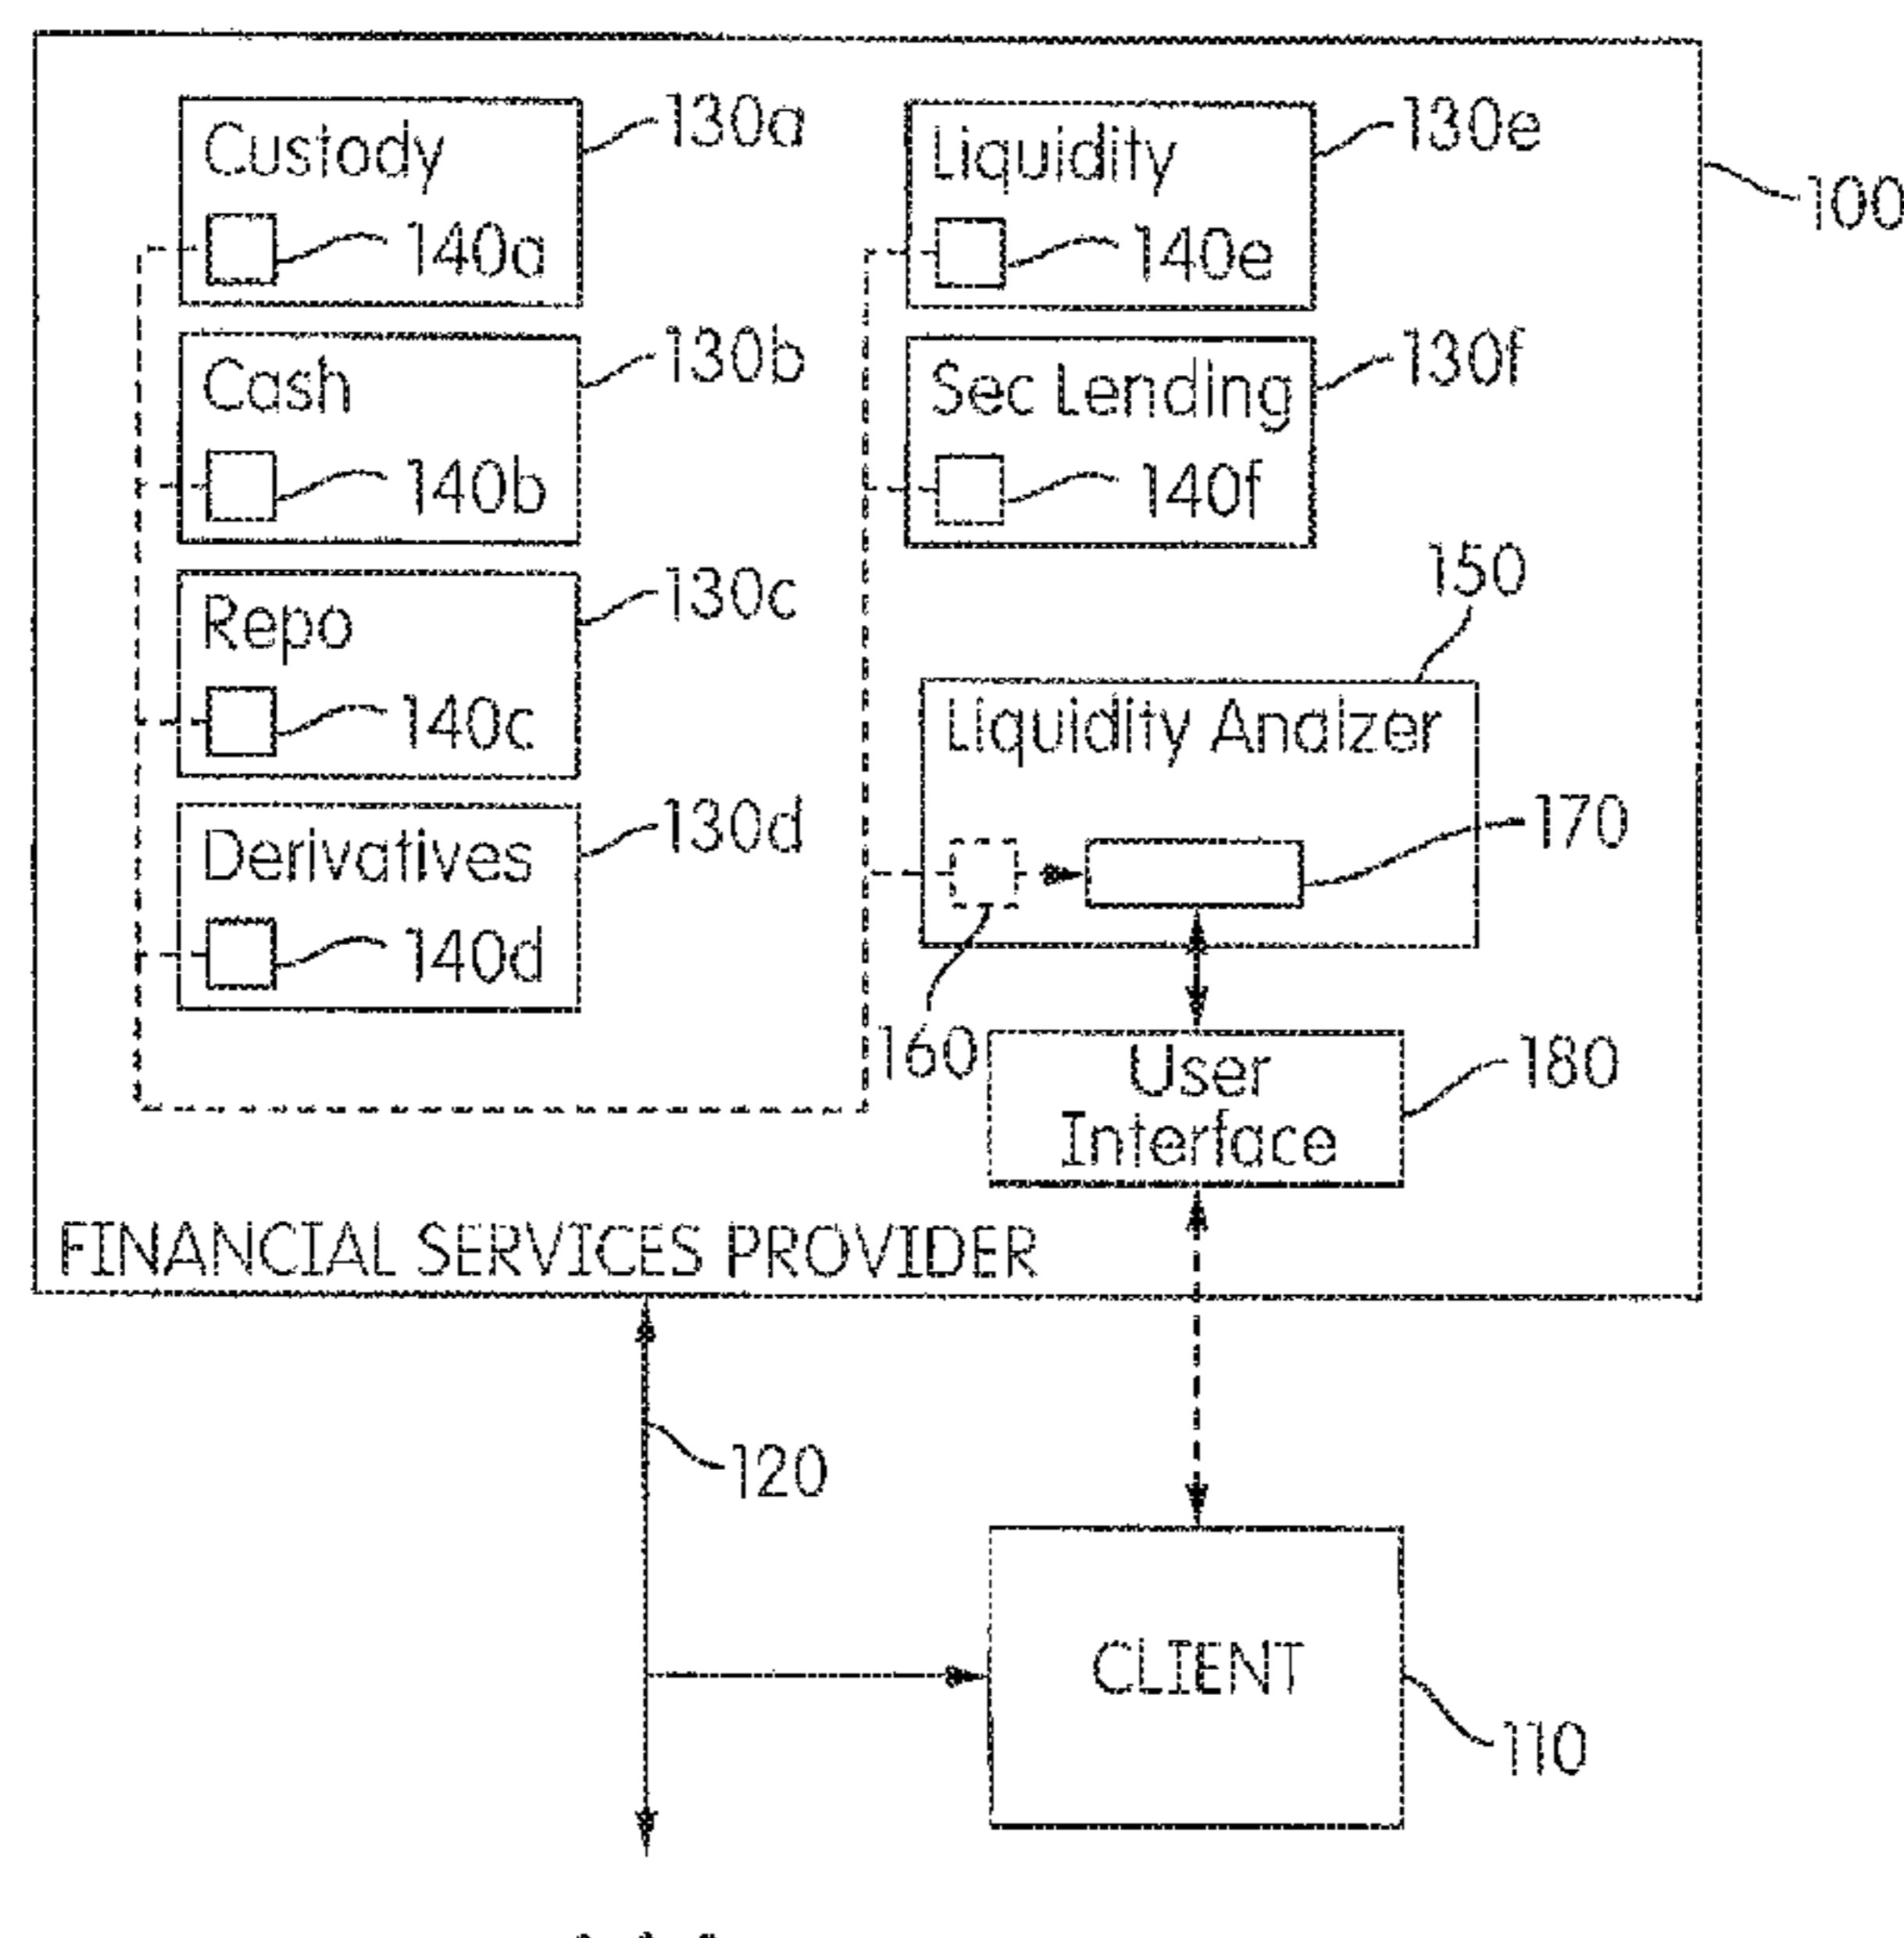 Custody
130a
140a
Cash
130b
140b
Repo
130c
140c
Derivatives
130d
140d
Liquidity
130e
140e
Sec Lending
130f
140f
100
150
Liquidity Analzer
170
160
User
Interface
180
FINANCIAL SERVICES PROVIDER
120
CLIENT
110